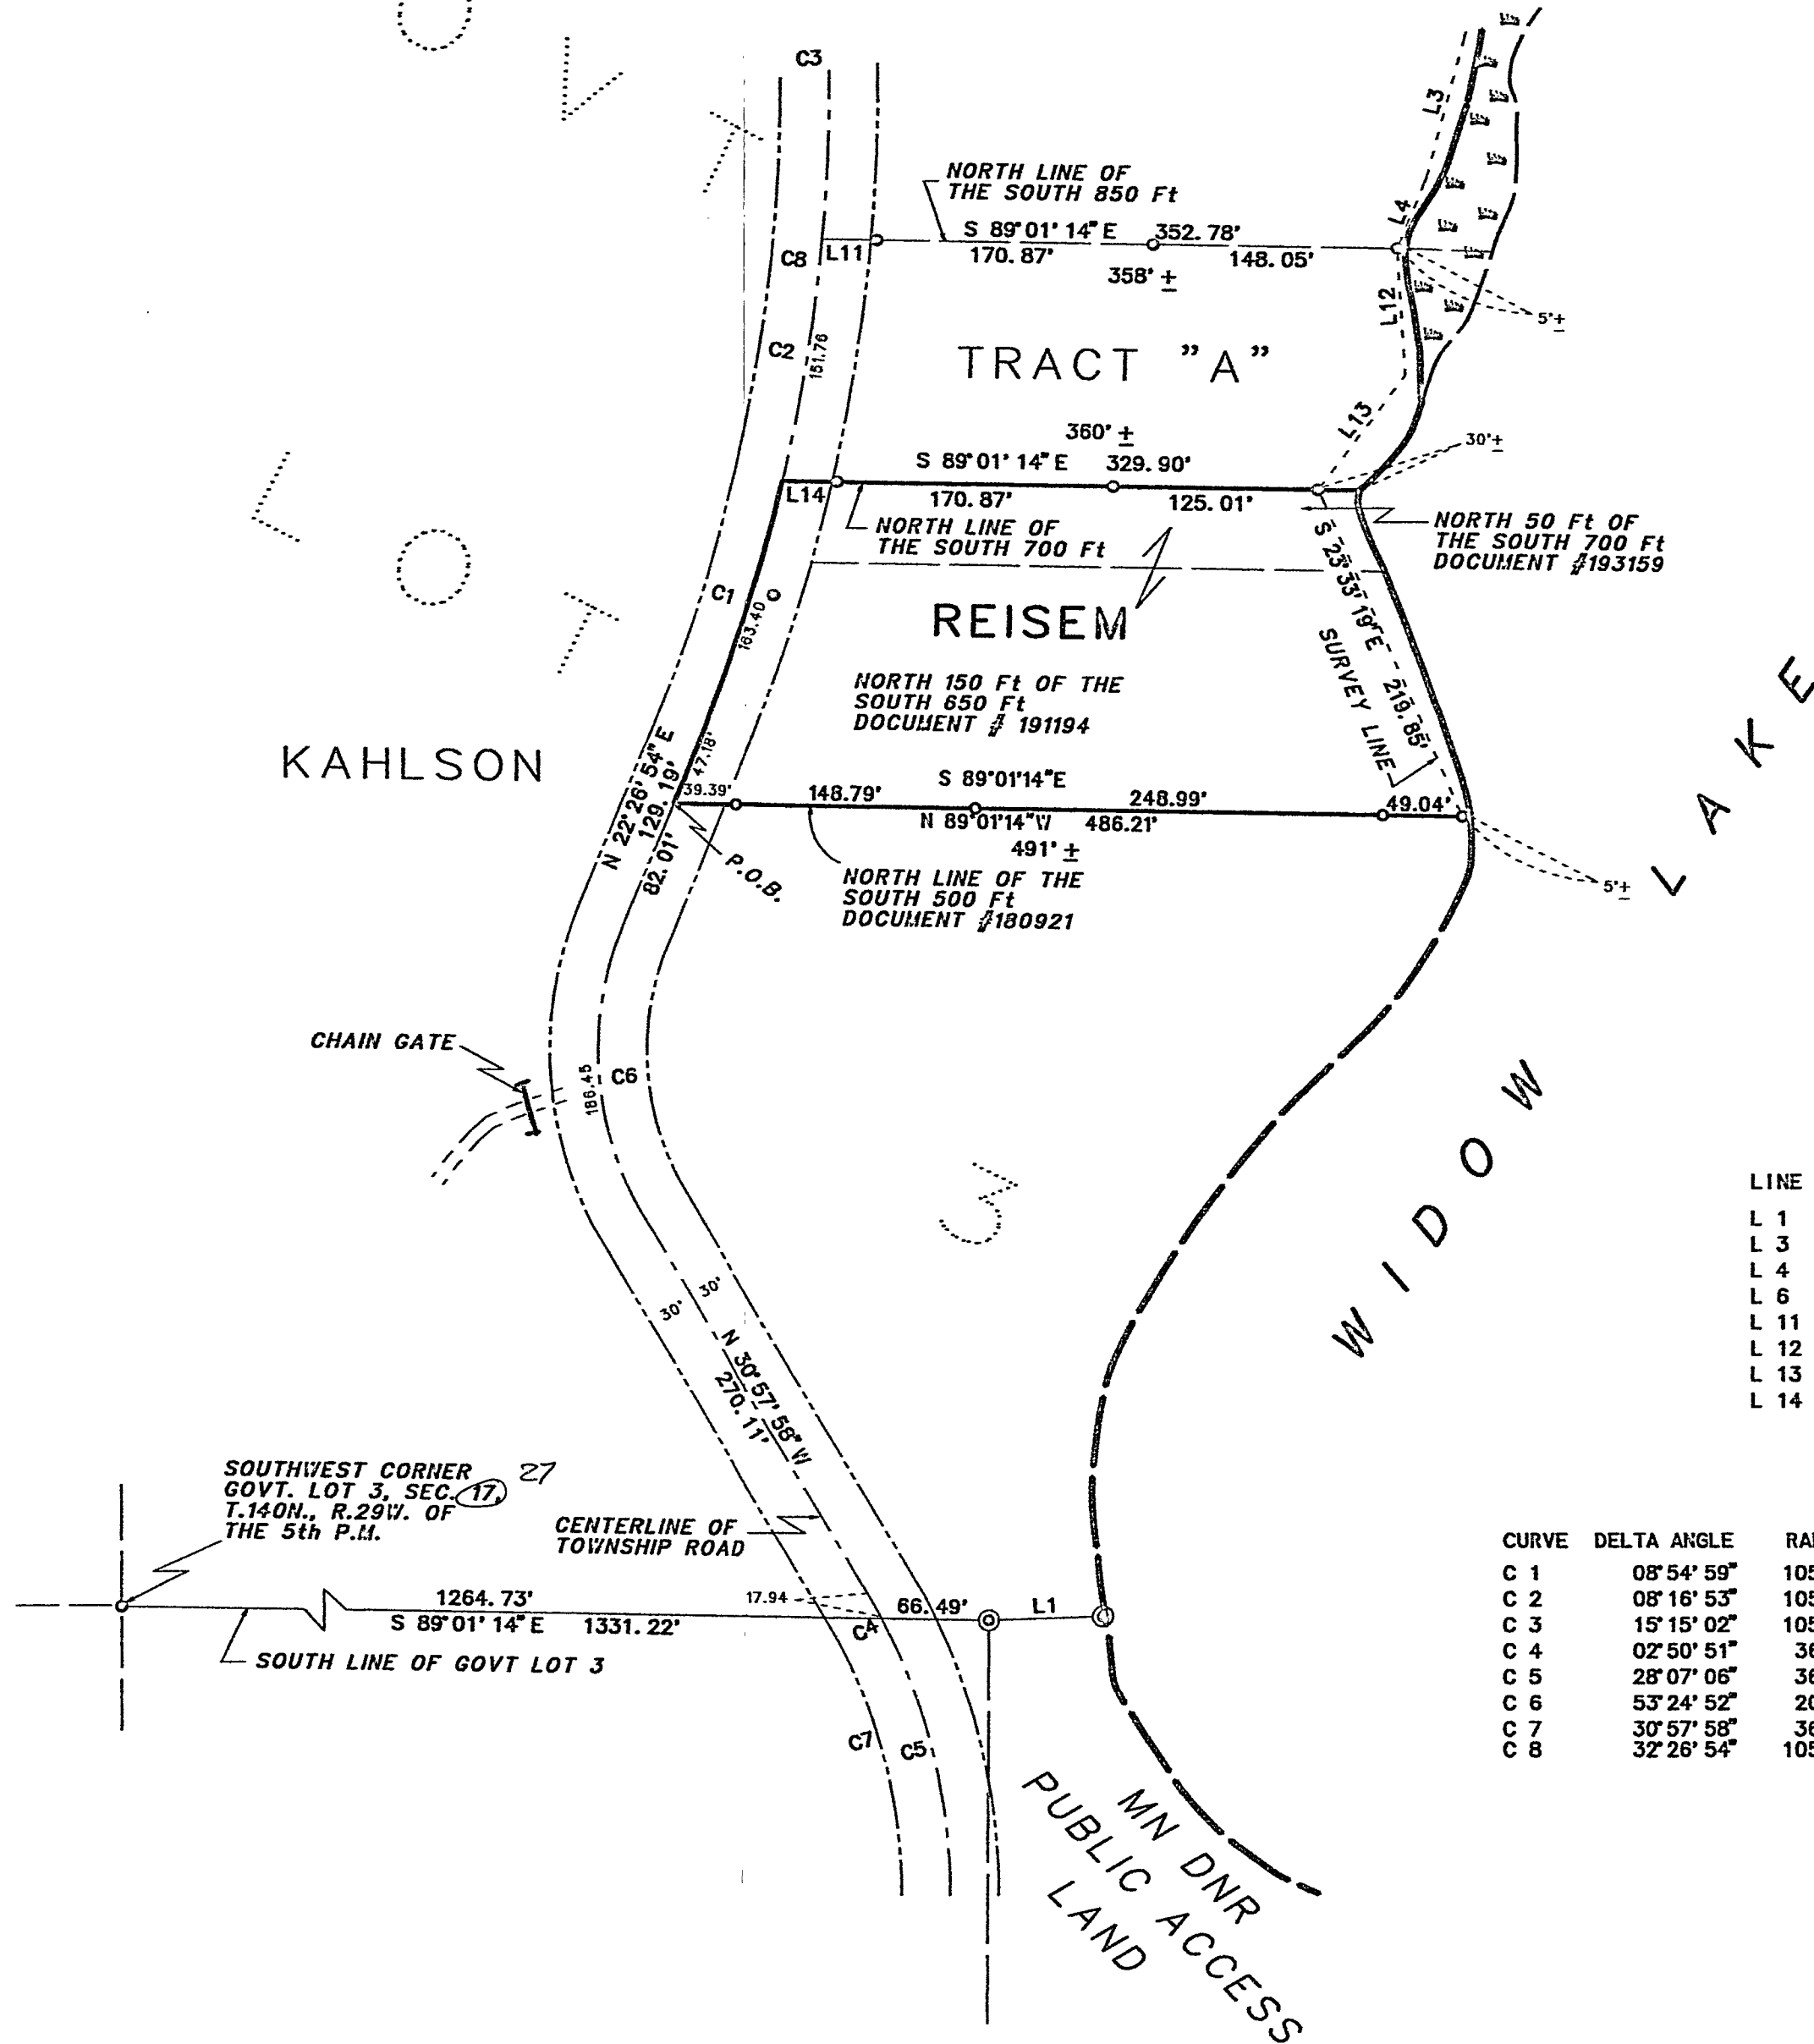 C3
G O V T
L3
NORTH LINE OF
THE SOUTH 850 Ft
L4
S 89°01' 14" E 352.78'
C8
L11
170.87'
148.05'
358' ±
L12
5'±
C2
151.76
TRACT "A"
L13
360' ±
30'±
S 89°01' 14" E 329.90'
L14
170.87'
125.01'
L O T
NORTH LINE OF
THE SOUTH 700 Ft
NORTH 50 Ft OF
THE SOUTH 700 Ft
DOCUMENT #193159
S 23°33' 19" E 219.85'
SURVEY LINE
C1
163.40
REISEM
NORTH 150 Ft OF THE
SOUTH 650 Ft
DOCUMENT # 191194
KAHLSON
N 22°26' 54" E
129.19'
82.01'
47.18'
39.39'
S 89°01'14"E
148.79'
248.99'
49.04'
N 89°01'14"W 486.21'
491' ±
P.O.B.
NORTH LINE OF THE
SOUTH 500 Ft
DOCUMENT #180921
5'±
WIDOW LAKE
CHAIN GATE
186.45
C6
3
30' 30'
N 30°57' 58" W
270.11'
LINE
L 1
L 3
L 4
L 6
L 11
L 12
L 13
L 14
SOUTHWEST CORNER
GOVT. LOT 3, SEC. 17, 27
T.140N., R.29W. OF
THE 5th P.M.
CENTERLINE OF
TOWNSHIP ROAD
1264.73'
17.94
66.49'
L1
S 89°01' 14" E 1331.22'
C4
SOUTH LINE OF GOVT LOT 3
C7
C5
MN DNR
PUBLIC ACCESS
LAND
CURVE DELTA ANGLE RA
C 1 08°54' 59" 105
C 2 08°16' 53" 105
C 3 15°15' 02" 105
C 4 02°50' 51" 36
C 5 28°07' 06" 36
C 6 53°24' 52" 20
C 7 30°57' 58" 36
C 8 32°26' 54" 105